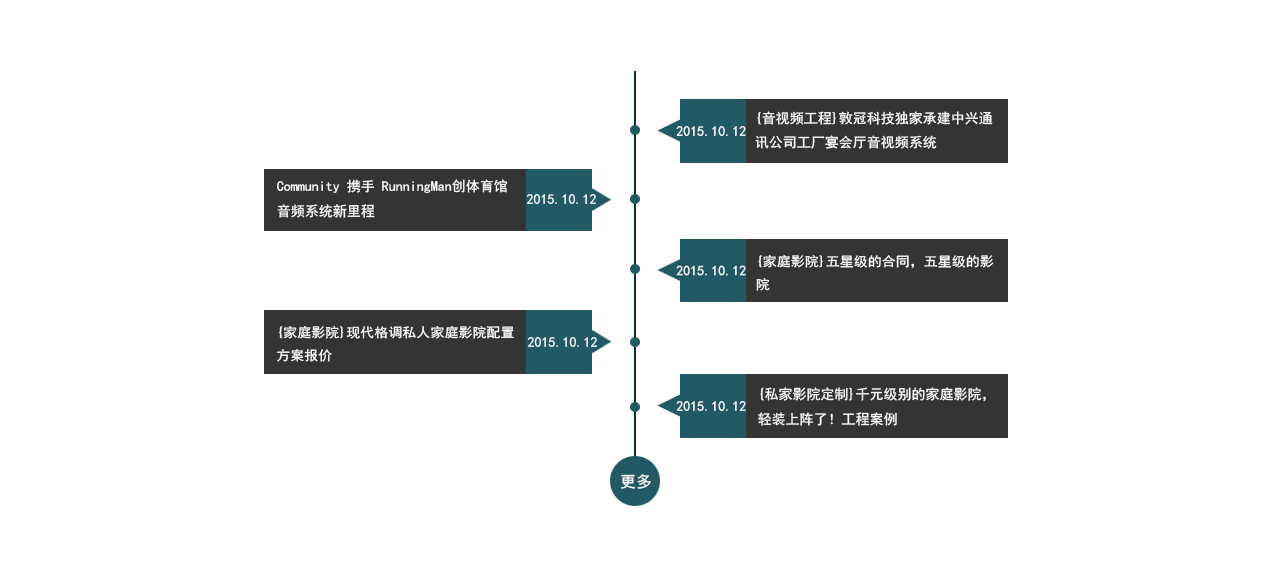 2015.10.12
{音视频工程}敦冠科技独家承建中兴通
讯公司工厂宴会厅音视频系统
Community 携手 RunningMan创体育馆
音频系统新里程
2015.10.12
2015.10.12
{家庭影院}五星级的合同，五星级的影
院
{家庭影院}现代格调私人家庭影院配置
方案报价
2015.10.12
2015.10.12
{私家影院定制}千元级别的家庭影院，
轻装上阵了！工程案例
更多